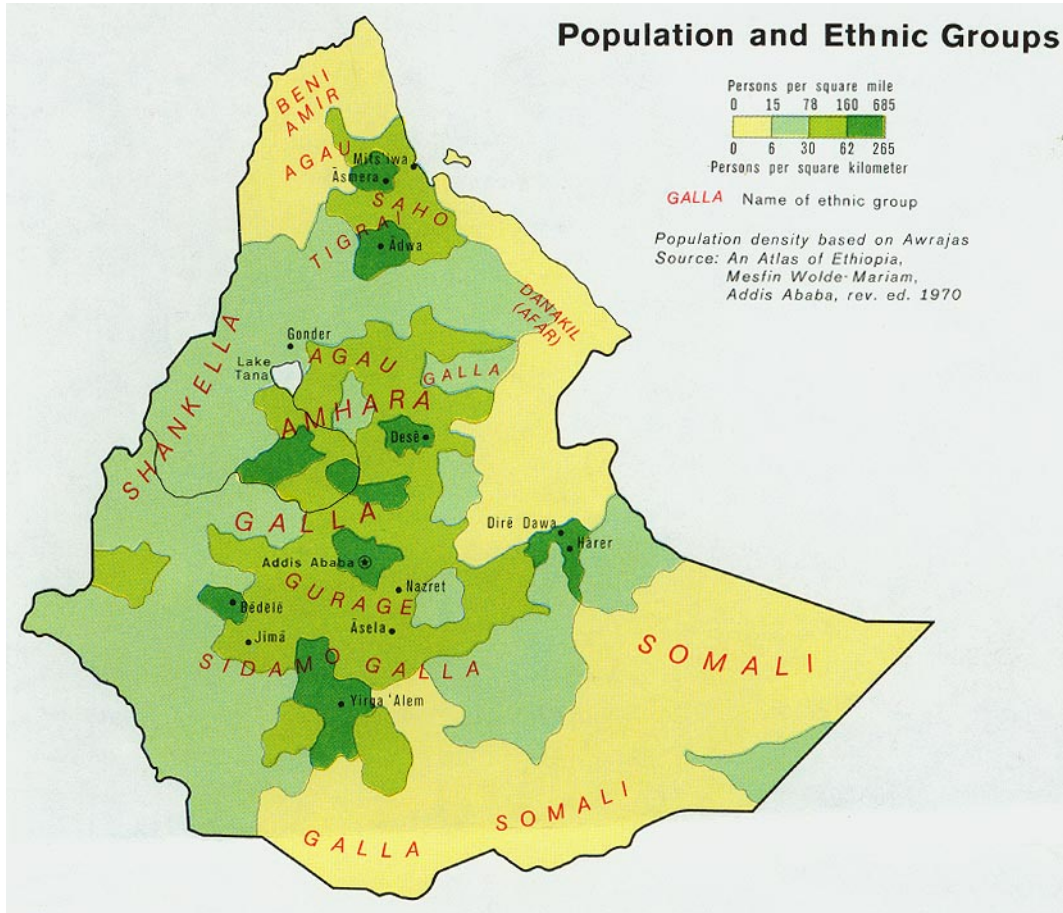 Population and Ethnic Groups
Persons per square mile
0 15 78 160 685
0 6 30 62 265
Persons per square kilometer
GALLA Name of ethnic group
Population density based on Awrajas
Source: An Atlas of Ethiopia,
Mesfin Wolde-Mariam,
Addis Ababa, rev. ed. 1970
BENI
AMIR
AGAU
Mits'iwa
Āsmera
SAHO
TIGRAI
Ādwa
DANAKIL
(AFAR)
Gonder
Lake
Tana
AGAU
GALLA
SHANKELLA
AMHARA
Desē
GALLA
Dirē Dawa
Hārer
Addis Ababa
Nazret
GURAGE
Bēdelē
Āsela
Jīmā
SIDAMO GALLA
SOMALI
Yirga 'Alem
SOMALI
GALLA